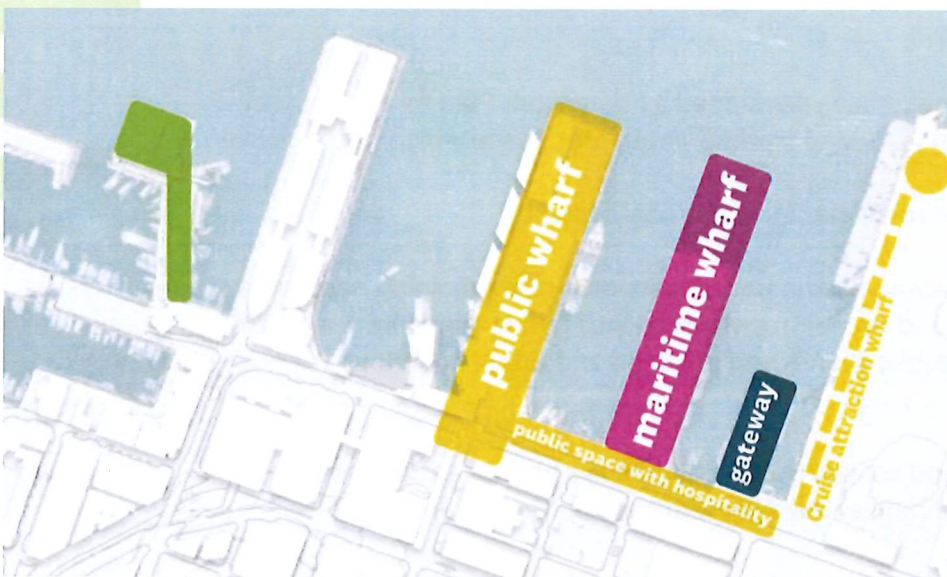 public wharf
maritime wharf
gateway
public space with hospitality
Cruise attraction wharf